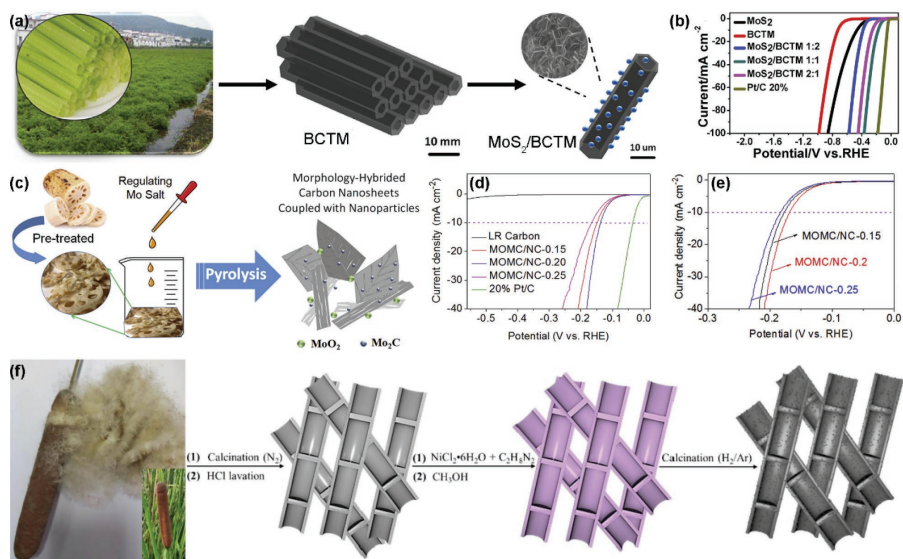 (a)
BCTM
10 mm
MoS2/BCTM
10 um
(b)
Current/mA cm-2
0
-20
-40
-60
-80
-100
MoS2
BCTM
MoS2/BCTM 1:2
MoS2/BCTM 1:1
MoS2/BCTM 2:1
Pt/C 20%
-2.0 -1.6 -1.2 -0.8 -0.4 0.0
Potential/V vs.RHE
(c)
Regulating
Mo Salt
Pre-treated
Pyrolysis
Morphology-Hybrided
Carbon Nanosheets
Coupled with Nanoparticles
MoO2
Mo2C
(d)
Current density (mA cm-2)
0
-10
-20
-30
-40
LR Carbon
MOMC/NC-0.15
MOMC/NC-0.20
MOMC/NC-0.25
20% Pt/C
-0.5 -0.4 -0.3 -0.2 -0.1 0.0
Potential (V vs. RHE)
(e)
Current density (mA cm-2)
0
-10
-20
-30
-40
MOMC/NC-0.15
MOMC/NC-0.2
MOMC/NC-0.25
-0.3 -0.2 -0.1 0.0
Potential (V vs. RHE)
(f)
(1) Calcination (N2)
(2) HCl lavation
(1) NiCl2•6H2O + C2H8N2
(2) CH3OH
Calcination (H2/Ar)